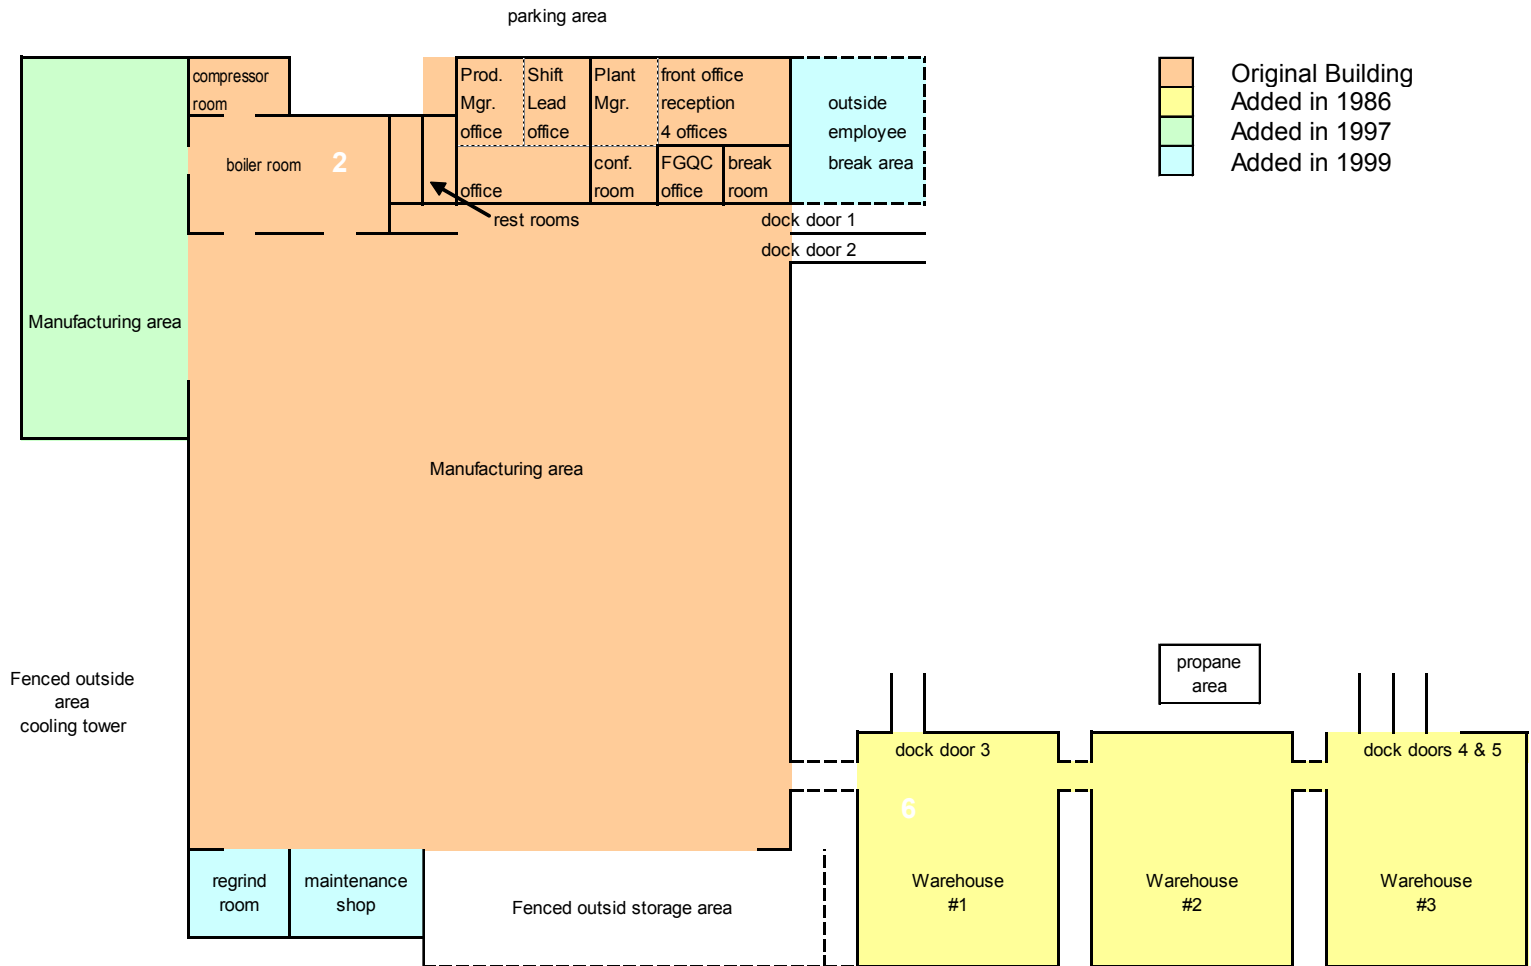 parking area
compressor
room
Prod.
Mgr.
office
Shift
Lead
office
Plant
Mgr.
front office
reception
4 offices
outside
employee
break area
Original Building
Added in 1986
Added in 1997
Added in 1999
boiler room
2
office
conf.
room
FGQC
office
break
room
rest rooms
dock door 1
dock door 2
Manufacturing area
Manufacturing area
Fenced outside
area
cooling tower
propane
area
dock door 3
dock doors 4 & 5
6
regrind
room
maintenance
shop
Fenced outsid storage area
Warehouse
#1
Warehouse
#2
Warehouse
#3